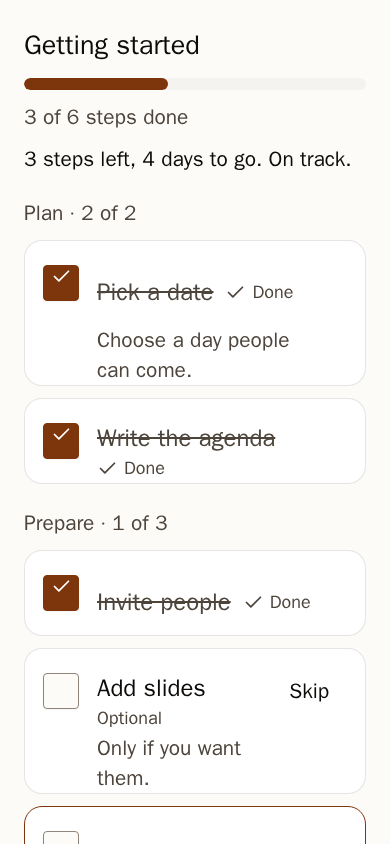 Getting started
3 of 6 steps done
3 steps left, 4 days to go. On track.
Plan · 2 of 2
Pick a date Done
Choose a day people
can come.
Write the agenda
Done
Prepare · 1 of 3
Invite people Done
Add slides Skip
Optional
Only if you want
them.